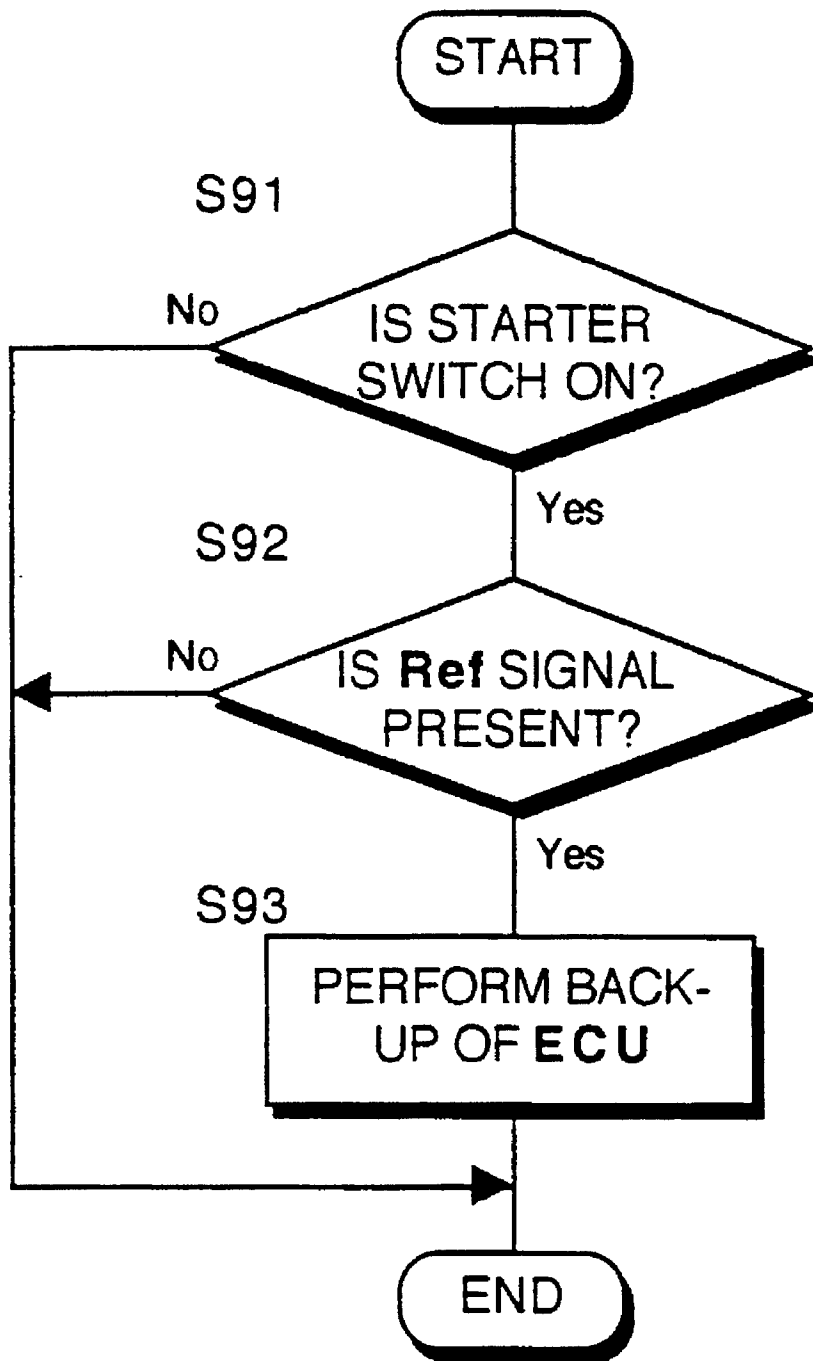 START
S91
No
IS STARTER
SWITCH ON?
Yes
S92
No
IS Ref SIGNAL
PRESENT?
Yes
S93
PERFORM BACK-
UP OF ECU
END